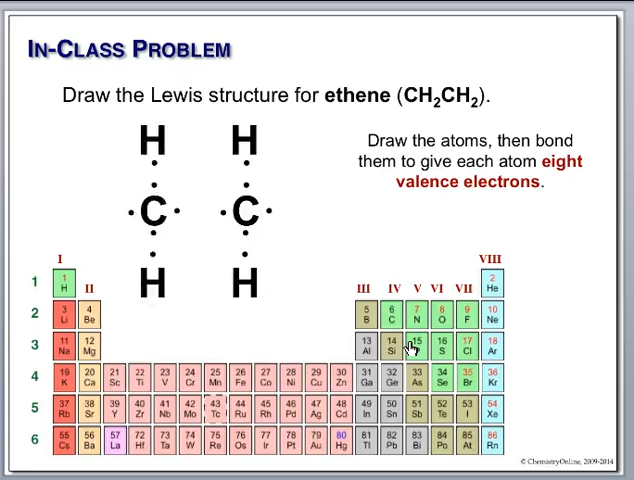 IN-CLASS PROBLEM
Draw the Lewis structure for ethene (CH₂CH₂).
Draw the atoms, then bond
them to give each atom eight
valence electrons.
H H
C C
H H
I II III IV V VI VII VIII
1 2 3 4 5 6
1 H 2 He
3 Li 4 Be 5 B 6 C 7 N 8 O 9 F 10 Ne
11 Na 12 Mg 13 Al 14 Si 15 16 S 17 Cl 18 Ar
19 K 20 Ca 21 Sc 22 Ti 23 V 24 Cr 25 Mn 26 Fe 27 Co 28 Ni 29 Cu 30 Zn 31 Ga 32 Ge 33 As 34 Se 35 Br 36 Kr
37 Rb 38 Sr 39 Y 40 Zr 41 Nb 42 Mo 43 Tc 44 Ru 45 Rh 46 Pd 47 Ag 48 Cd 49 In 50 Sn 51 Sb 52 Te 53 I 54 Xe
55 Cs 56 Ba 57 La 72 Hf 73 Ta 74 W 75 Re 76 Os 77 Ir 78 Pt 79 Au 80 Hg 81 Tl 82 Pb 83 Bi 84 Po 85 At 86 Rn
© ChemistryOnline, 2009-2014